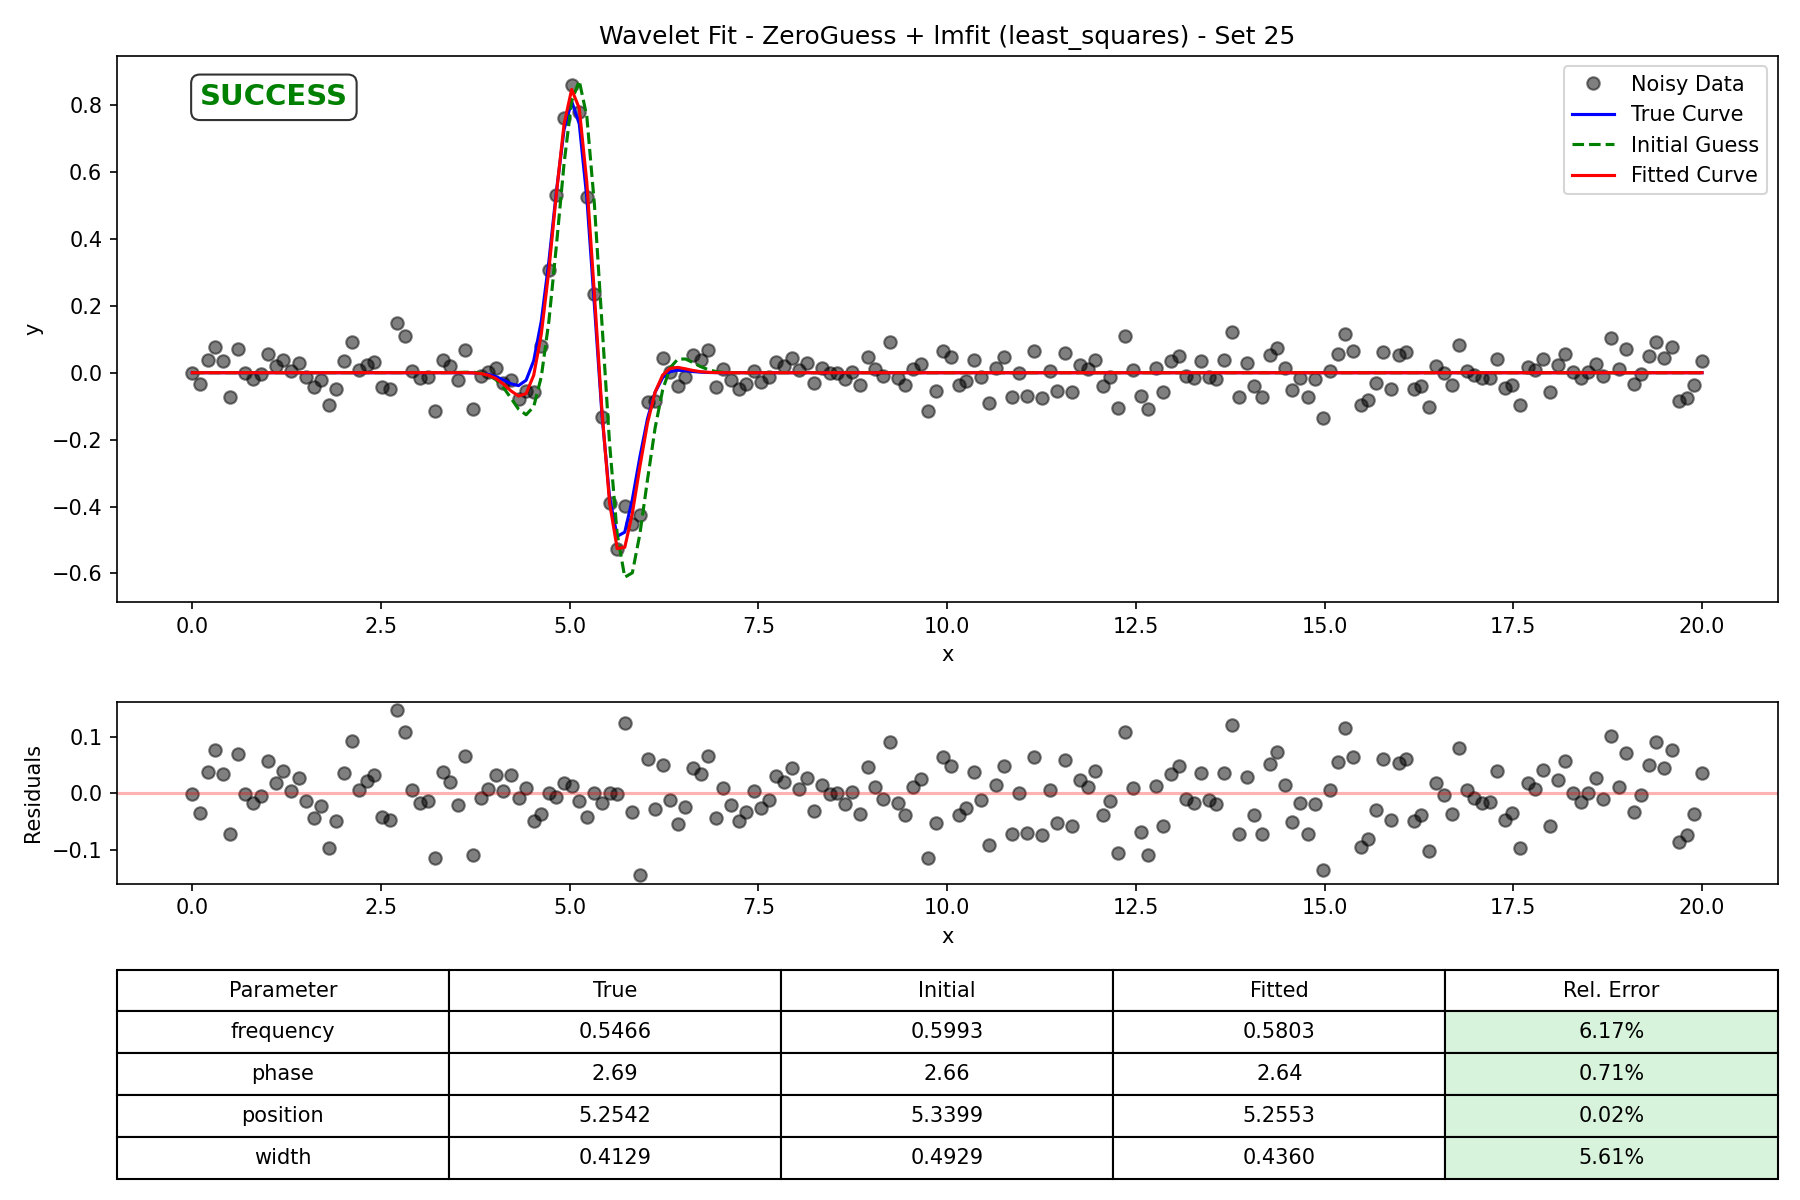 Wavelet Fit - ZeroGuess + lmfit (least_squares) - Set 25
SUCCESS
Noisy Data
True Curve
Initial Guess
Fitted Curve
y
0.8
0.6
0.4
0.2
0.0
−0.2
−0.4
−0.6
0.0 2.5 5.0 7.5 10.0 12.5 15.0 17.5 20.0
x
Residuals
0.1
0.0
−0.1
0.0 2.5 5.0 7.5 10.0 12.5 15.0 17.5 20.0
x
Parameter True Initial Fitted Rel. Error
frequency 0.5466 0.5993 0.5803 6.17%
phase 2.69 2.66 2.64 0.71%
position 5.2542 5.3399 5.2553 0.02%
width 0.4129 0.4929 0.4360 5.61%